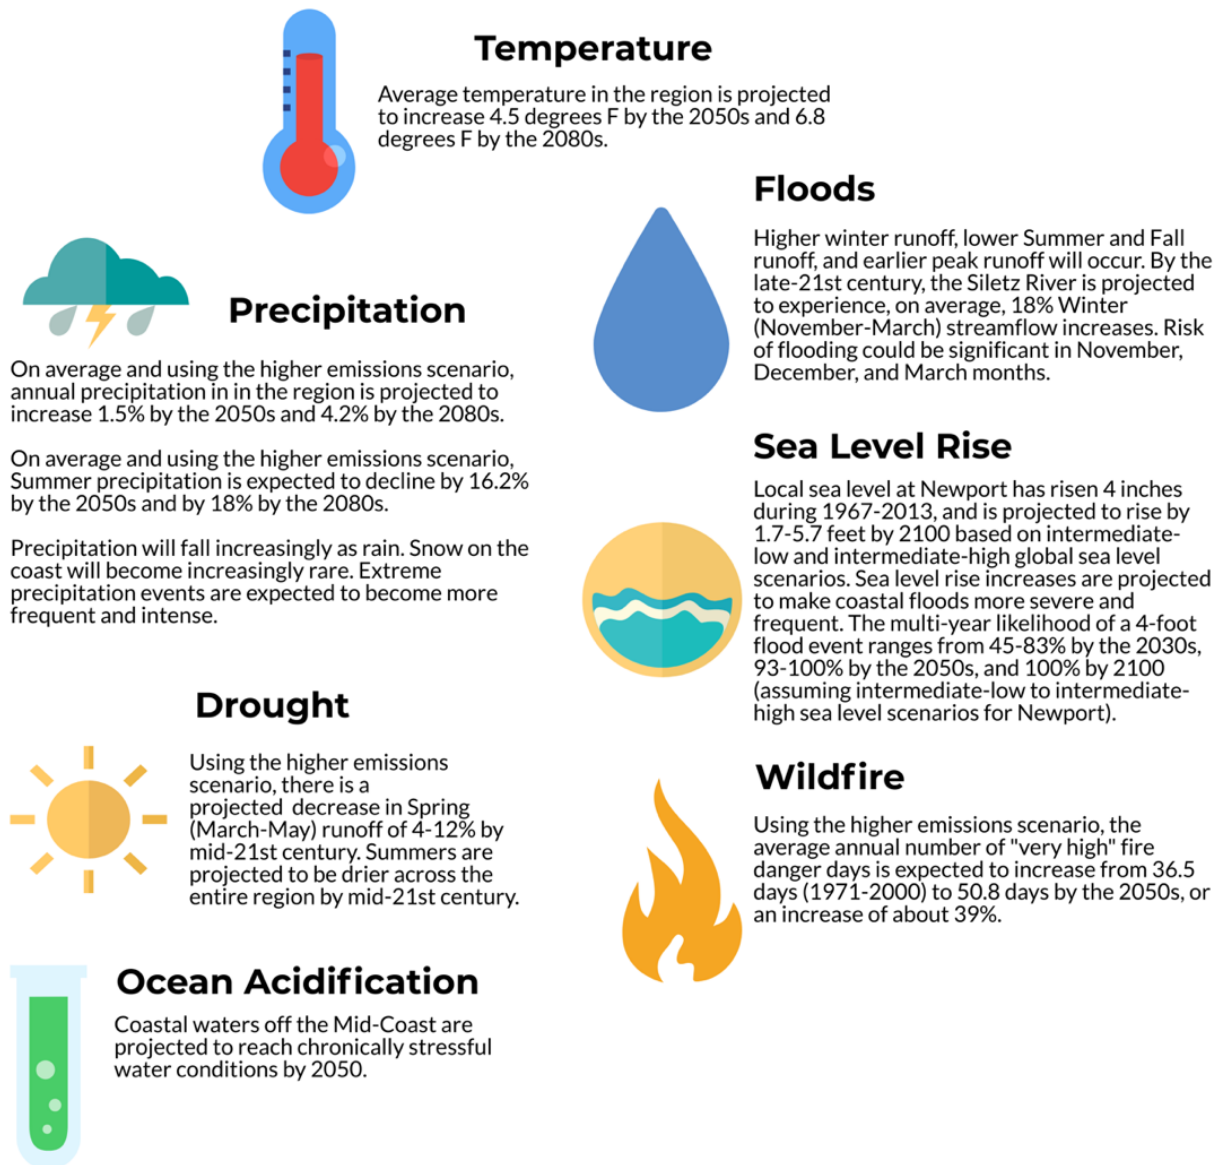 Temperature
Average temperature in the region is projected
to increase 4.5 degrees F by the 2050s and 6.8
degrees F by the 2080s.
Precipitation
On average and using the higher emissions scenario,
annual precipitation in in the region is projected to
increase 1.5% by the 2050s and 4.2% by the 2080s.
On average and using the higher emissions scenario,
Summer precipitation is expected to decline by 16.2%
by the 2050s and by 18% by the 2080s.
Precipitation will fall increasingly as rain. Snow on the
coast will become increasingly rare. Extreme
precipitation events are expected to become more
frequent and intense.
Drought
Using the higher emissions
scenario, there is a
projected  decrease in Spring
(March-May) runoff of 4-12% by
mid-21st century. Summers are
projected to be drier across the
entire region by mid-21st century.
Ocean Acidification
Coastal waters off the Mid-Coast are
projected to reach chronically stressful
water conditions by 2050.
Floods
Higher winter runoff, lower Summer and Fall
runoff, and earlier peak runoff will occur. By the
late-21st century, the Siletz River is projected
to experience, on average, 18% Winter
(November-March) streamflow increases. Risk
of flooding could be significant in November,
December, and March months.
Sea Level Rise
Local sea level at Newport has risen 4 inches
during 1967-2013, and is projected to rise by
1.7-5.7 feet by 2100 based on intermediate-
low and intermediate-high global sea level
scenarios. Sea level rise increases are projected
to make coastal floods more severe and
frequent. The multi-year likelihood of a 4-foot
flood event ranges from 45-83% by the 2030s,
93-100% by the 2050s, and 100% by 2100
(assuming intermediate-low to intermediate-
high sea level scenarios for Newport).
Wildfire
Using the higher emissions scenario, the
average annual number of "very high" fire
danger days is expected to increase from 36.5
days (1971-2000) to 50.8 days by the 2050s, or
an increase of about 39%.